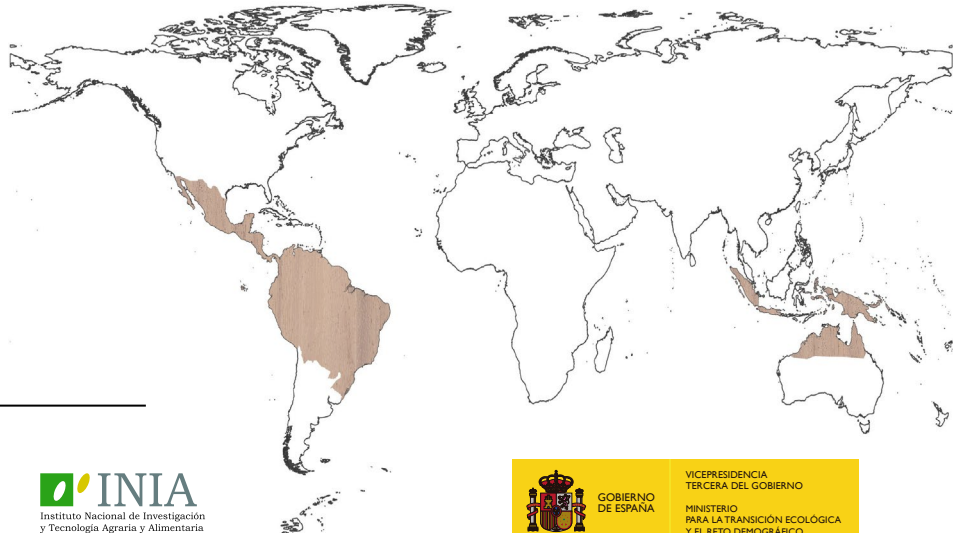 INIA
Instituto Nacional de Investigación
y Tecnología Agraria y Alimentaria
GOBIERNO
DE ESPAÑA
VICEPRESIDENCIA
TERCERA DEL GOBIERNO
MINISTERIO
PARA LA TRANSICIÓN ECOLÓGICA
Y EL RETO DEMOGRÁFICO